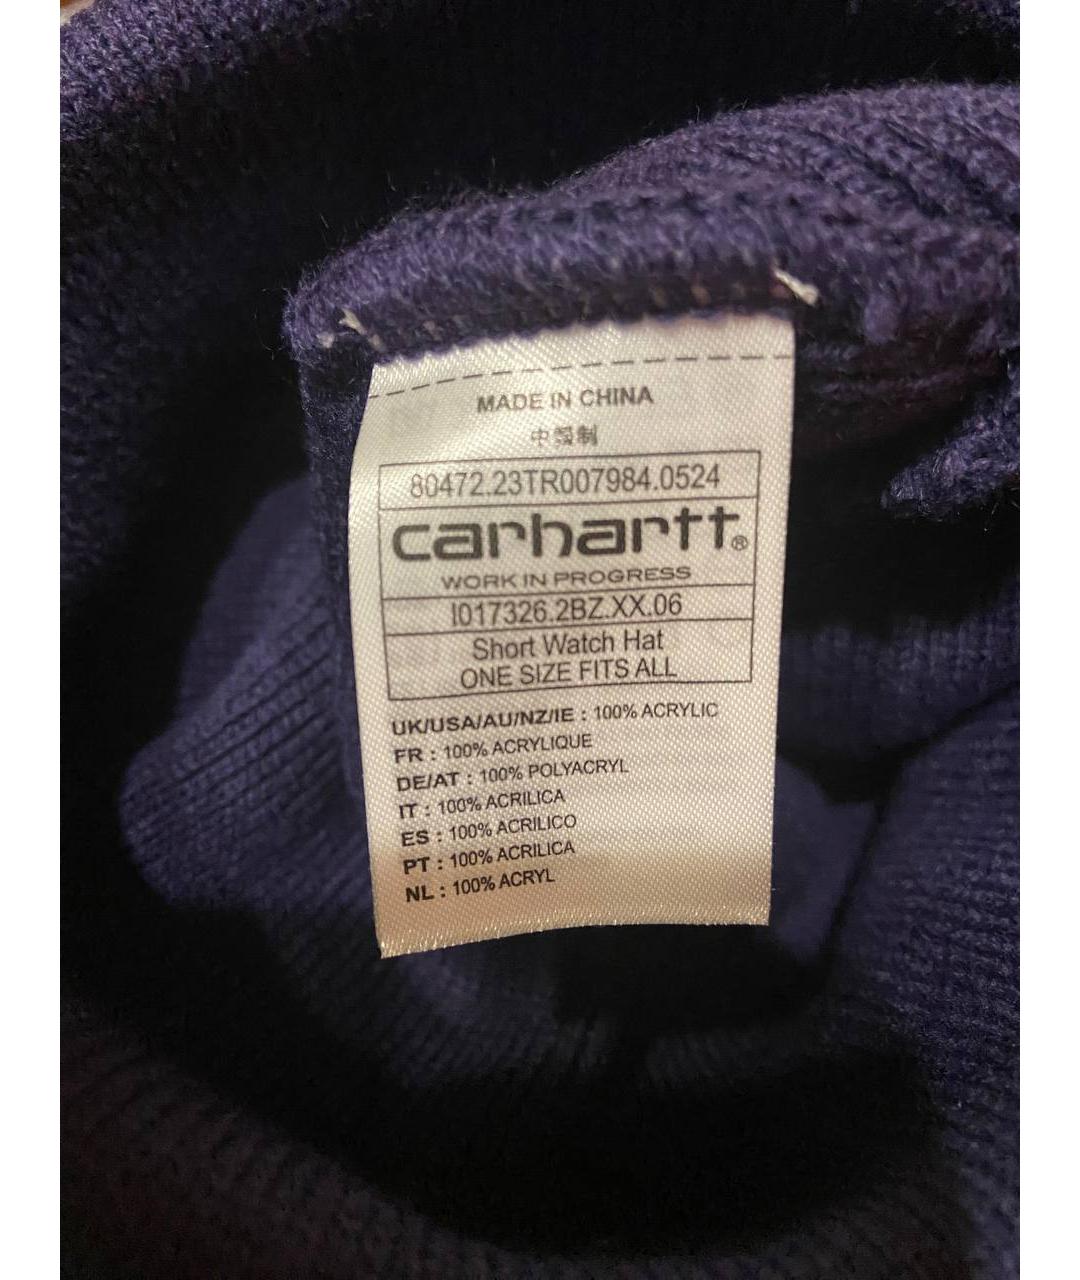 MADE IN CHINA
中国制
80472.23TR007984.0524
carhartt®
WORK IN PROGRESS
I017326.2BZ.XX.06
Short Watch Hat
ONE SIZE FITS ALL
UK/USA/AU/NZ/IE : 100% ACRYLIC
FR : 100% ACRYLIQUE
DE/AT : 100% POLYACRYL
IT : 100% ACRILICA
ES : 100% ACRILICO
PT : 100% ACRILICA
NL : 100% ACRYL